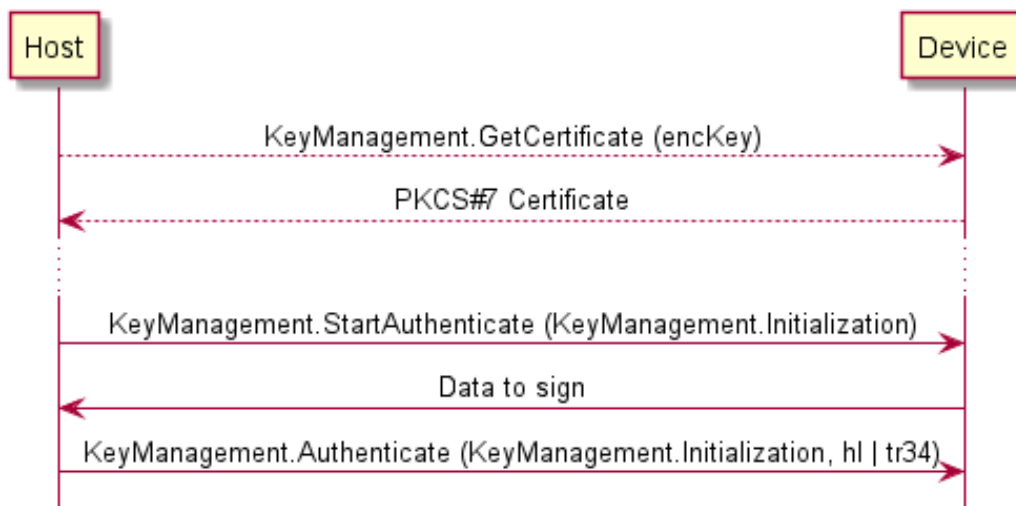 Host
Device
KeyManagement.GetCertificate (encKey)
PKCS#7 Certificate
KeyManagement.StartAuthenticate (KeyManagement.Initialization)
Data to sign
KeyManagement.Authenticate (KeyManagement.Initialization, hl | tr34)